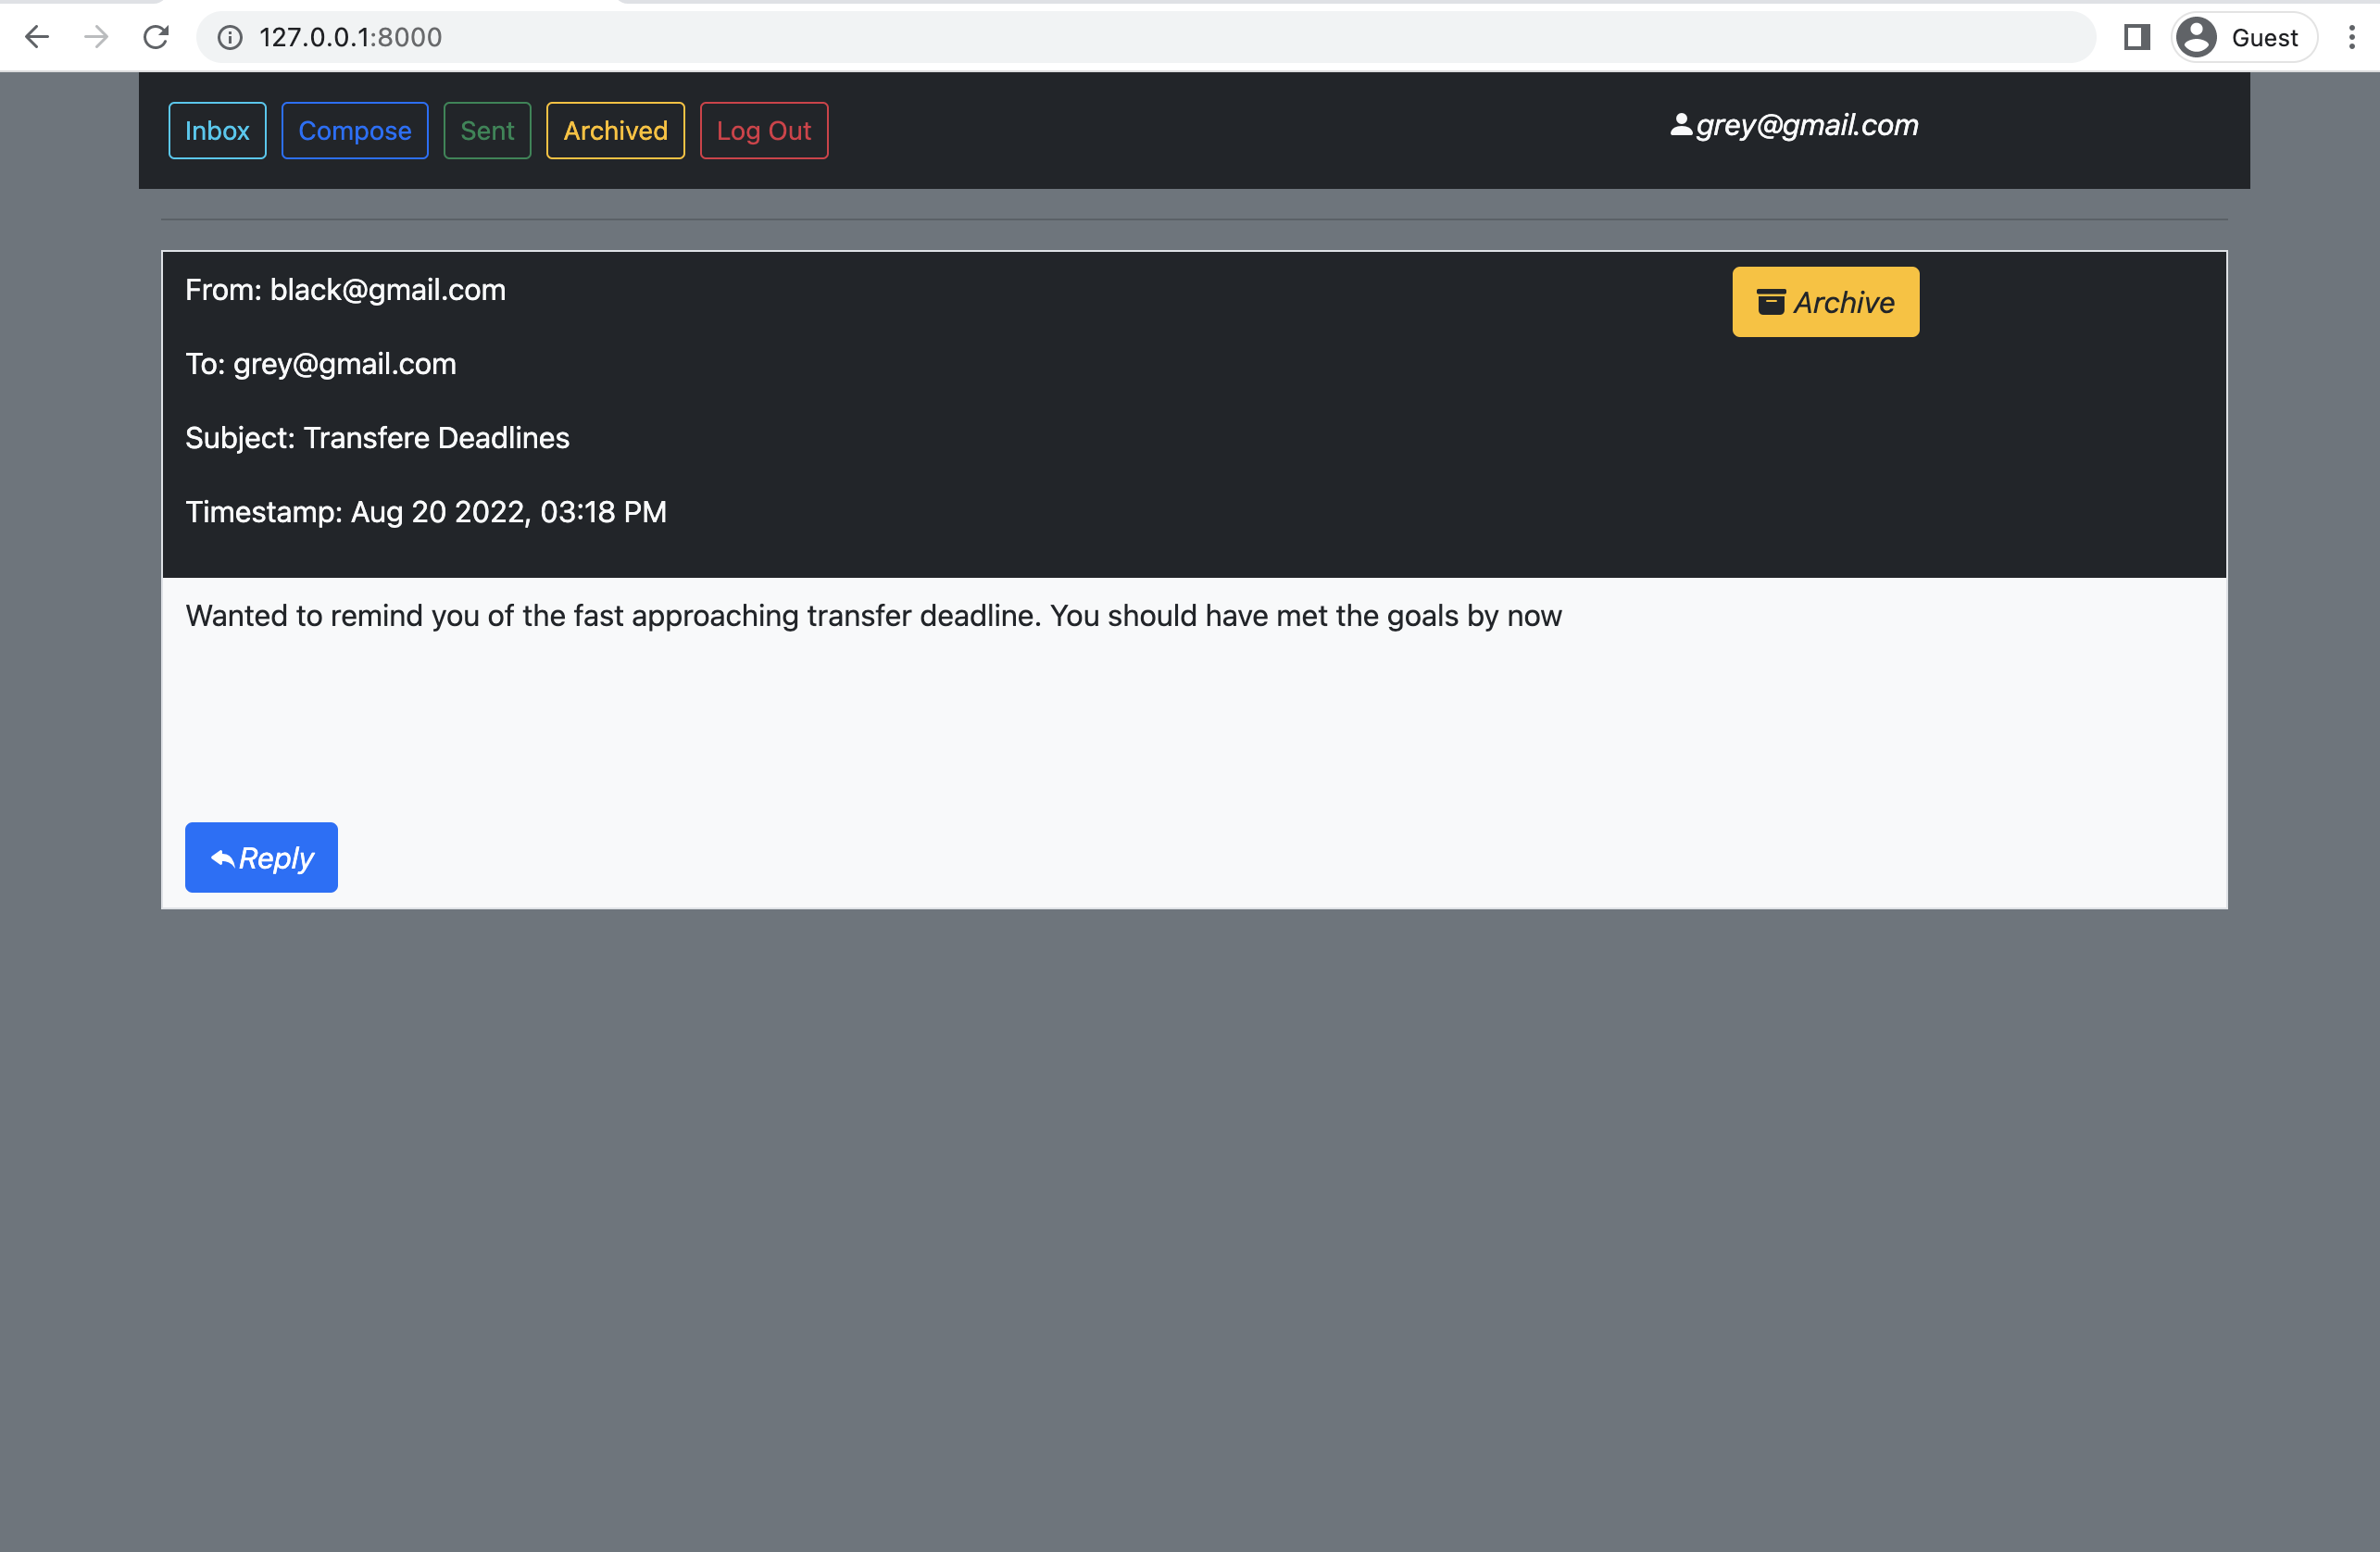 127.0.0.1:8000 Guest
Inbox Compose Sent Archived Log Out grey@gmail.com
From: black@gmail.com Archive
To: grey@gmail.com
Subject: Transfere Deadlines
Timestamp: Aug 20 2022, 03:18 PM
Wanted to remind you of the fast approaching transfer deadline. You should have met the goals by now
Reply